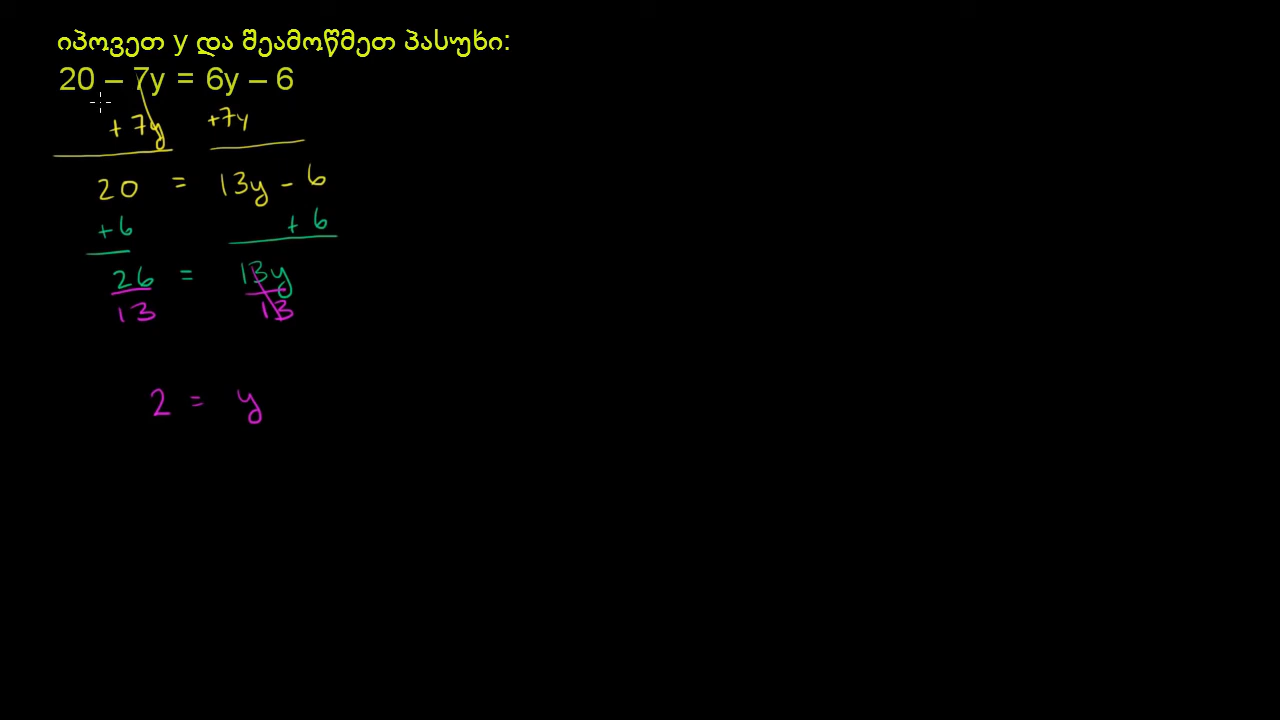 იპოვეთ y და შეამოწმეთ პასუხი:
20 – 7y = 6y – 6
+ 7y +7y
20 = 13y - 6
+ 6 + 6
26 = 13y
13 13
2 = y